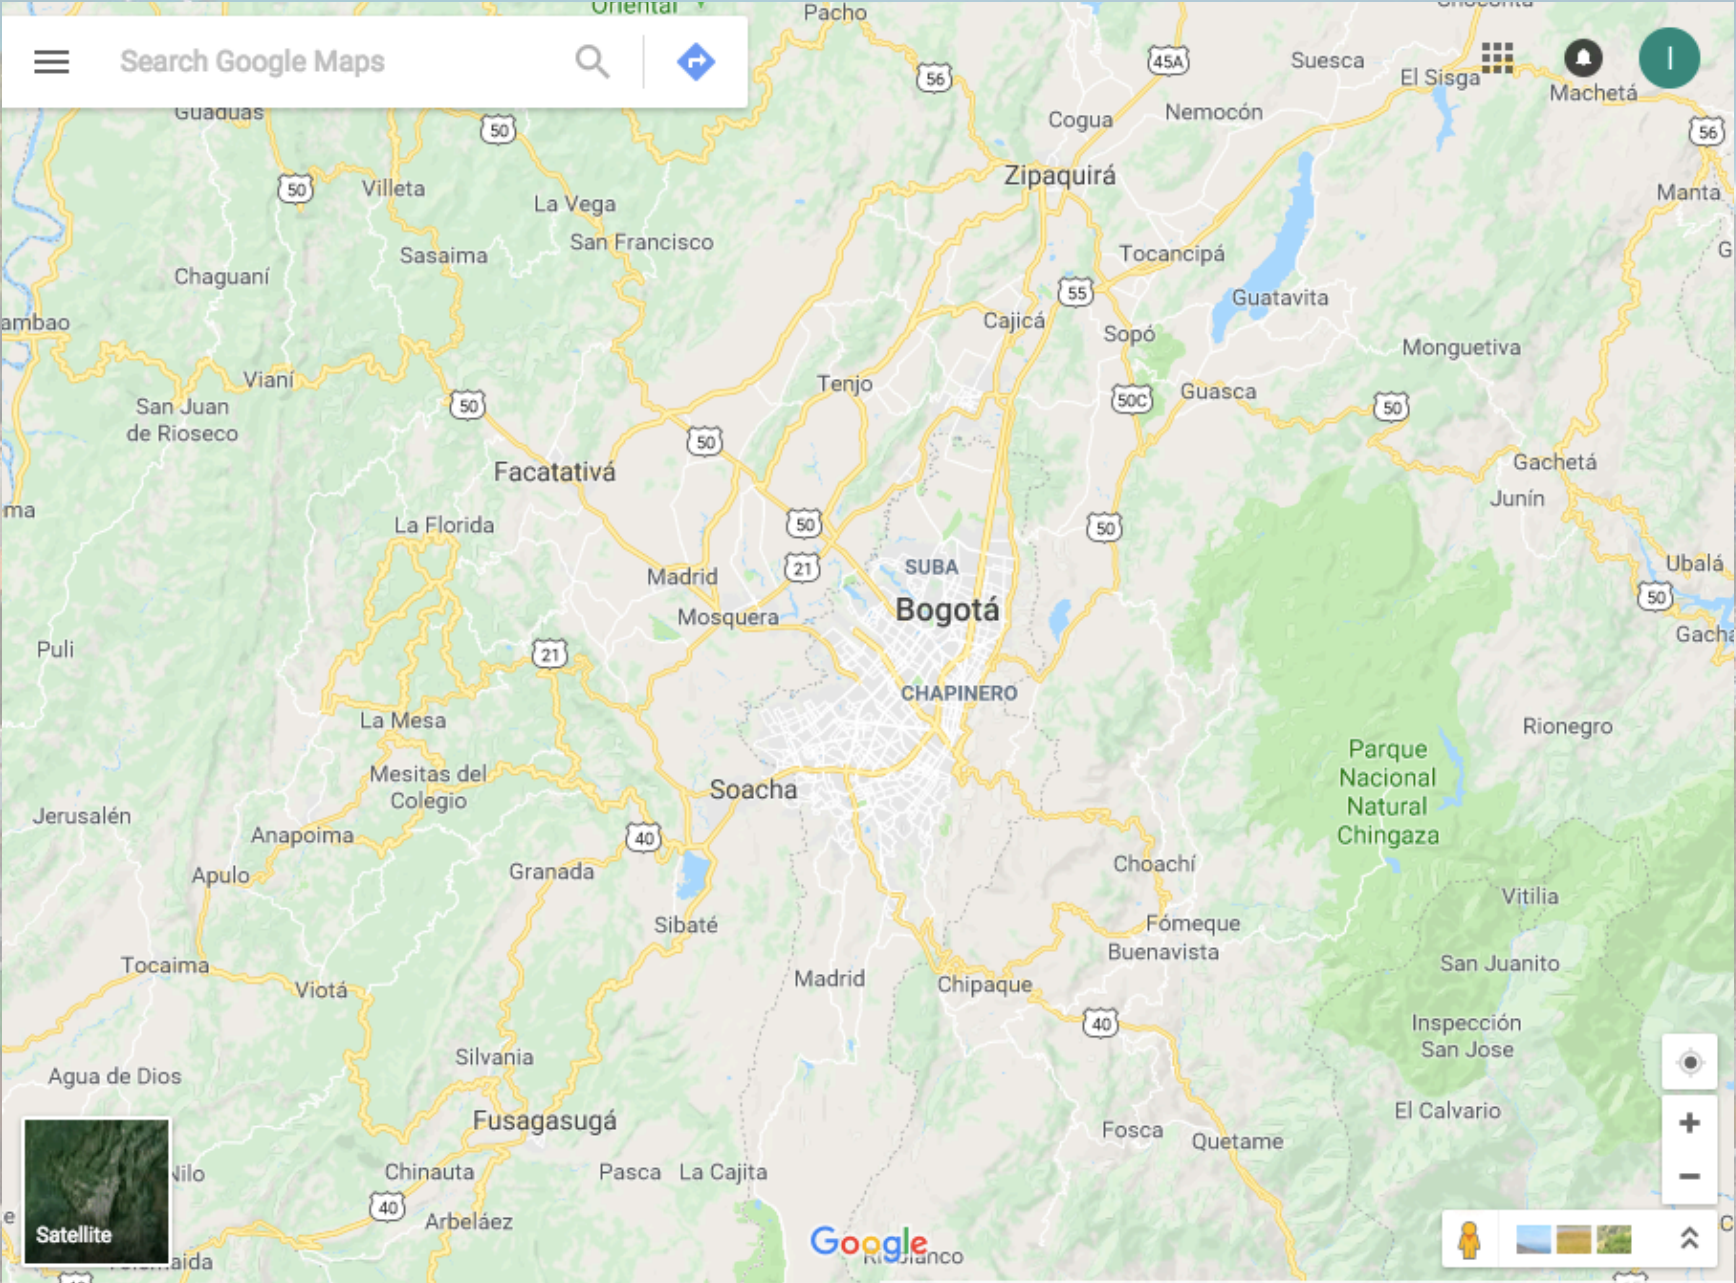 Oriental
Pacho
Search Google Maps
45A
Suesca
El Sisga
56
Machetá
Guaduas
50
Cogua
Nemocón
56
50
Villeta
Zipaquirá
Manta
La Vega
San Francisco
Sasaima
Tocancipá
Chaguaní
55
Guatavita
ambao
Cajicá
Sopó
Monguetiva
Vianí
Tenjo
Guasca
50C
50
San Juan
de Rioseco
50
50
Facatativá
Gachetá
Junín
ma
La Florida
50
50
21
SUBA
Madrid
Ubalá
50
Bogotá
Mosquera
Gacha
Puli
21
CHAPINERO
La Mesa
Rionegro
Parque
Nacional
Natural
Chingaza
Mesitas del
Colegio
Soacha
Jerusalén
Anapoima
40
Apulo
Granada
Choachí
Vitilia
Sibaté
Fómeque
Buenavista
Tocaima
San Juanito
Madrid
Chipaque
Viotá
40
Inspección
San Jose
Silvania
Agua de Dios
El Calvario
Fusagasugá
Fosca
Quetame
Nilo
Chinauta
Pasca
La Cajita
40
Arbeláez
Satellite
Google